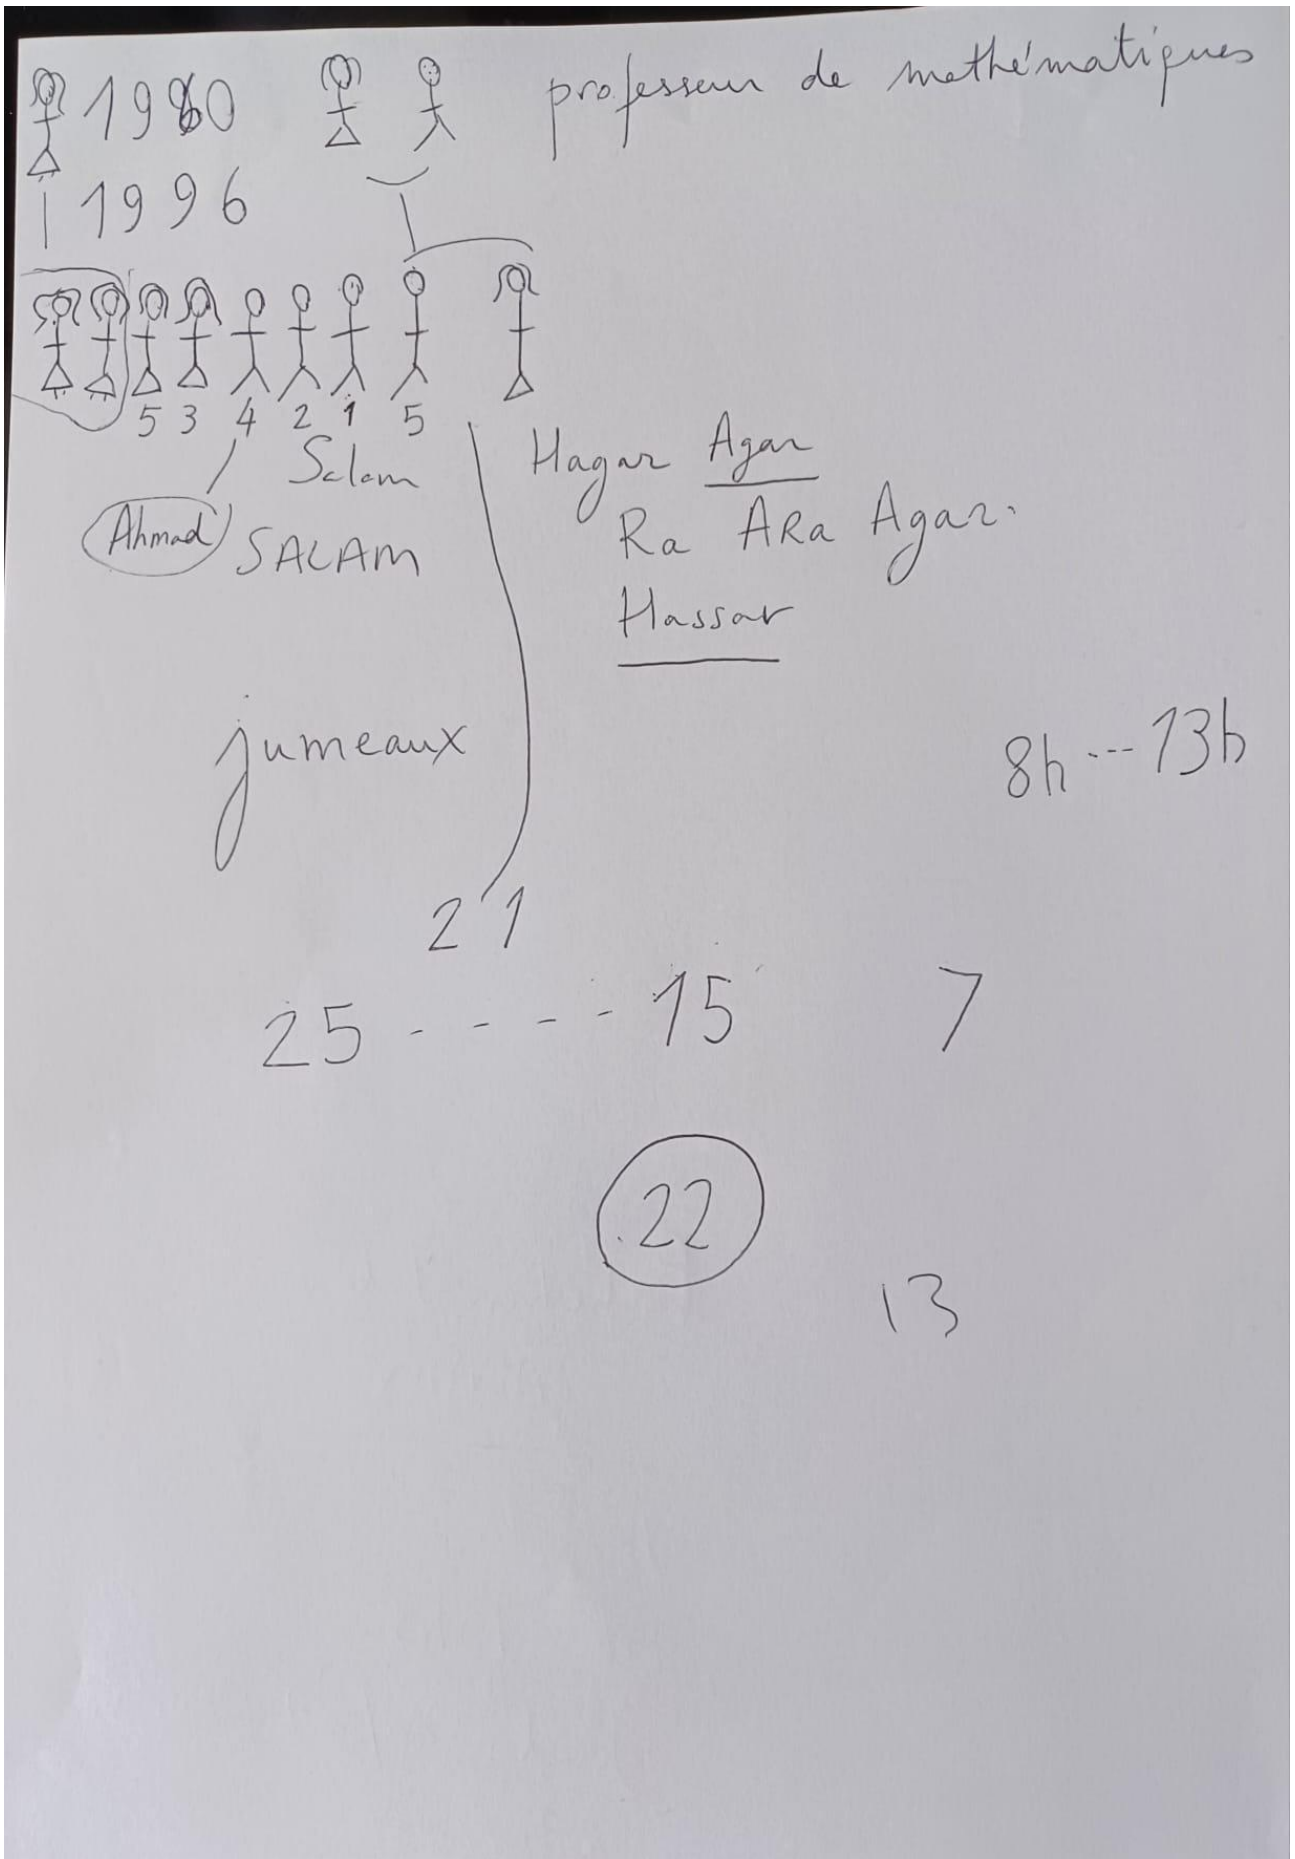 professeur de mathématiques
1980
1996
5 3 4 2 1 5
Salam Hagar Agar
Ahmad SALAM Ra ARa Agar.
Hassar
jumeaux
8h --- 13h
21
25 - - - - 15 7
22
13